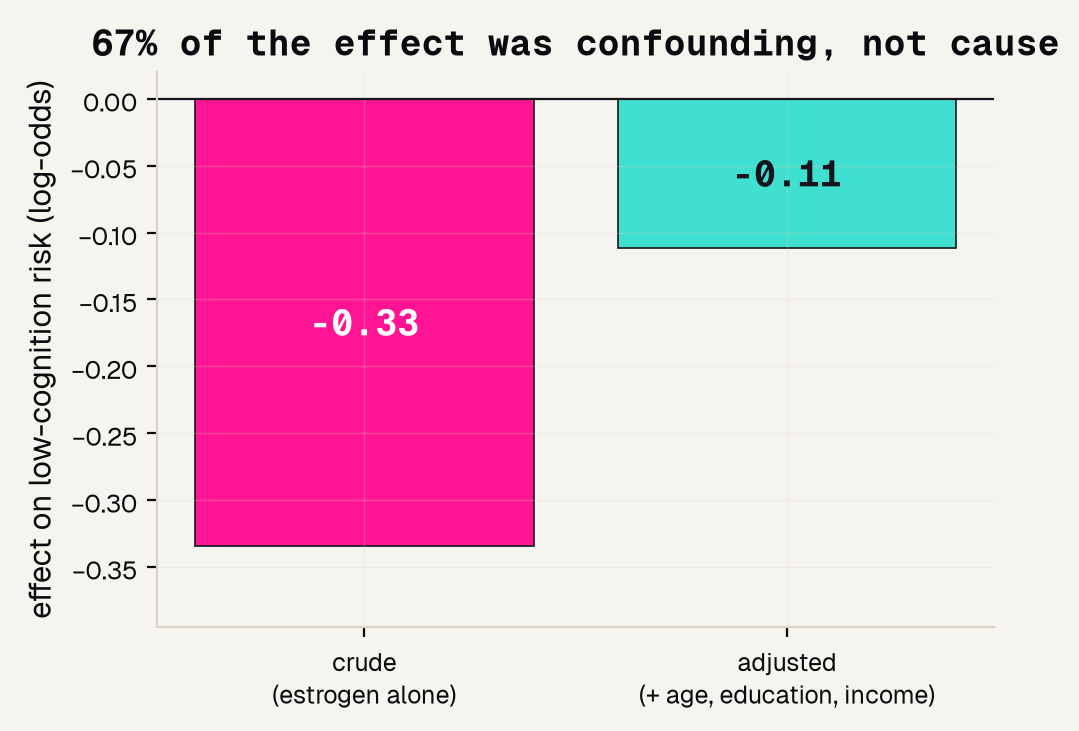 67% of the effect was confounding, not cause
effect on low-cognition risk (log-odds)
0.00
−0.05
−0.10
−0.15
−0.20
−0.25
−0.30
−0.35
-0.33
-0.11
crude
(estrogen alone)
adjusted
(+ age, education, income)